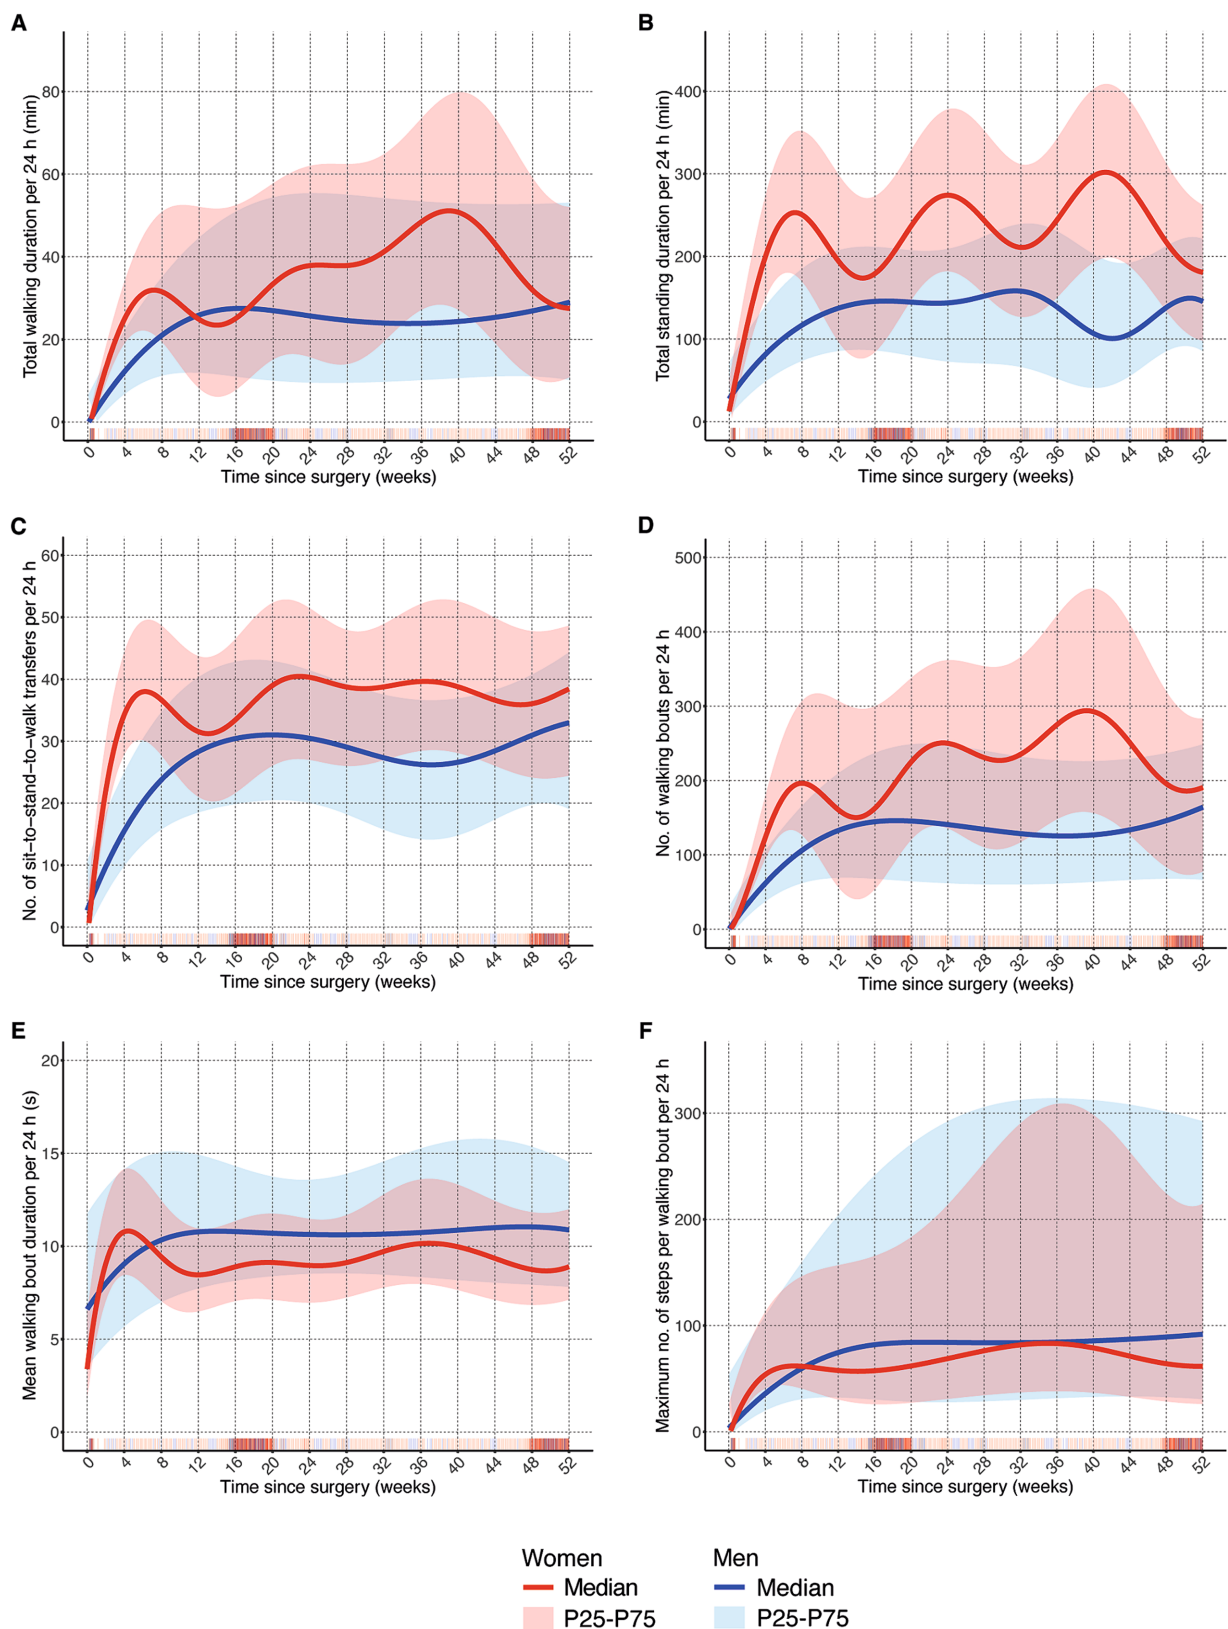 A
Total walking duration per 24 h (min)
80
60
40
20
0
0 4 8 12 16 20 24 28 32 36 40 44 48 52
Time since surgery (weeks)
B
Total standing duration per 24 h (min)
400
300
200
100
0
0 4 8 12 16 20 24 28 32 36 40 44 48 52
Time since surgery (weeks)
C
No. of sit–to–stand–to–walk transfers per 24 h
60
50
40
30
20
10
0
0 4 8 12 16 20 24 28 32 36 40 44 48 52
Time since surgery (weeks)
D
No. of walking bouts per 24 h
500
400
300
200
100
0
0 4 8 12 16 20 24 28 32 36 40 44 48 52
Time since surgery (weeks)
E
Mean walking bout duration per 24 h (s)
20
15
10
5
0
0 4 8 12 16 20 24 28 32 36 40 44 48 52
Time since surgery (weeks)
F
Maximum no. of steps per walking bout per 24 h
300
200
100
0
0 4 8 12 16 20 24 28 32 36 40 44 48 52
Time since surgery (weeks)
Women
Median
P25-P75
Men
Median
P25-P75